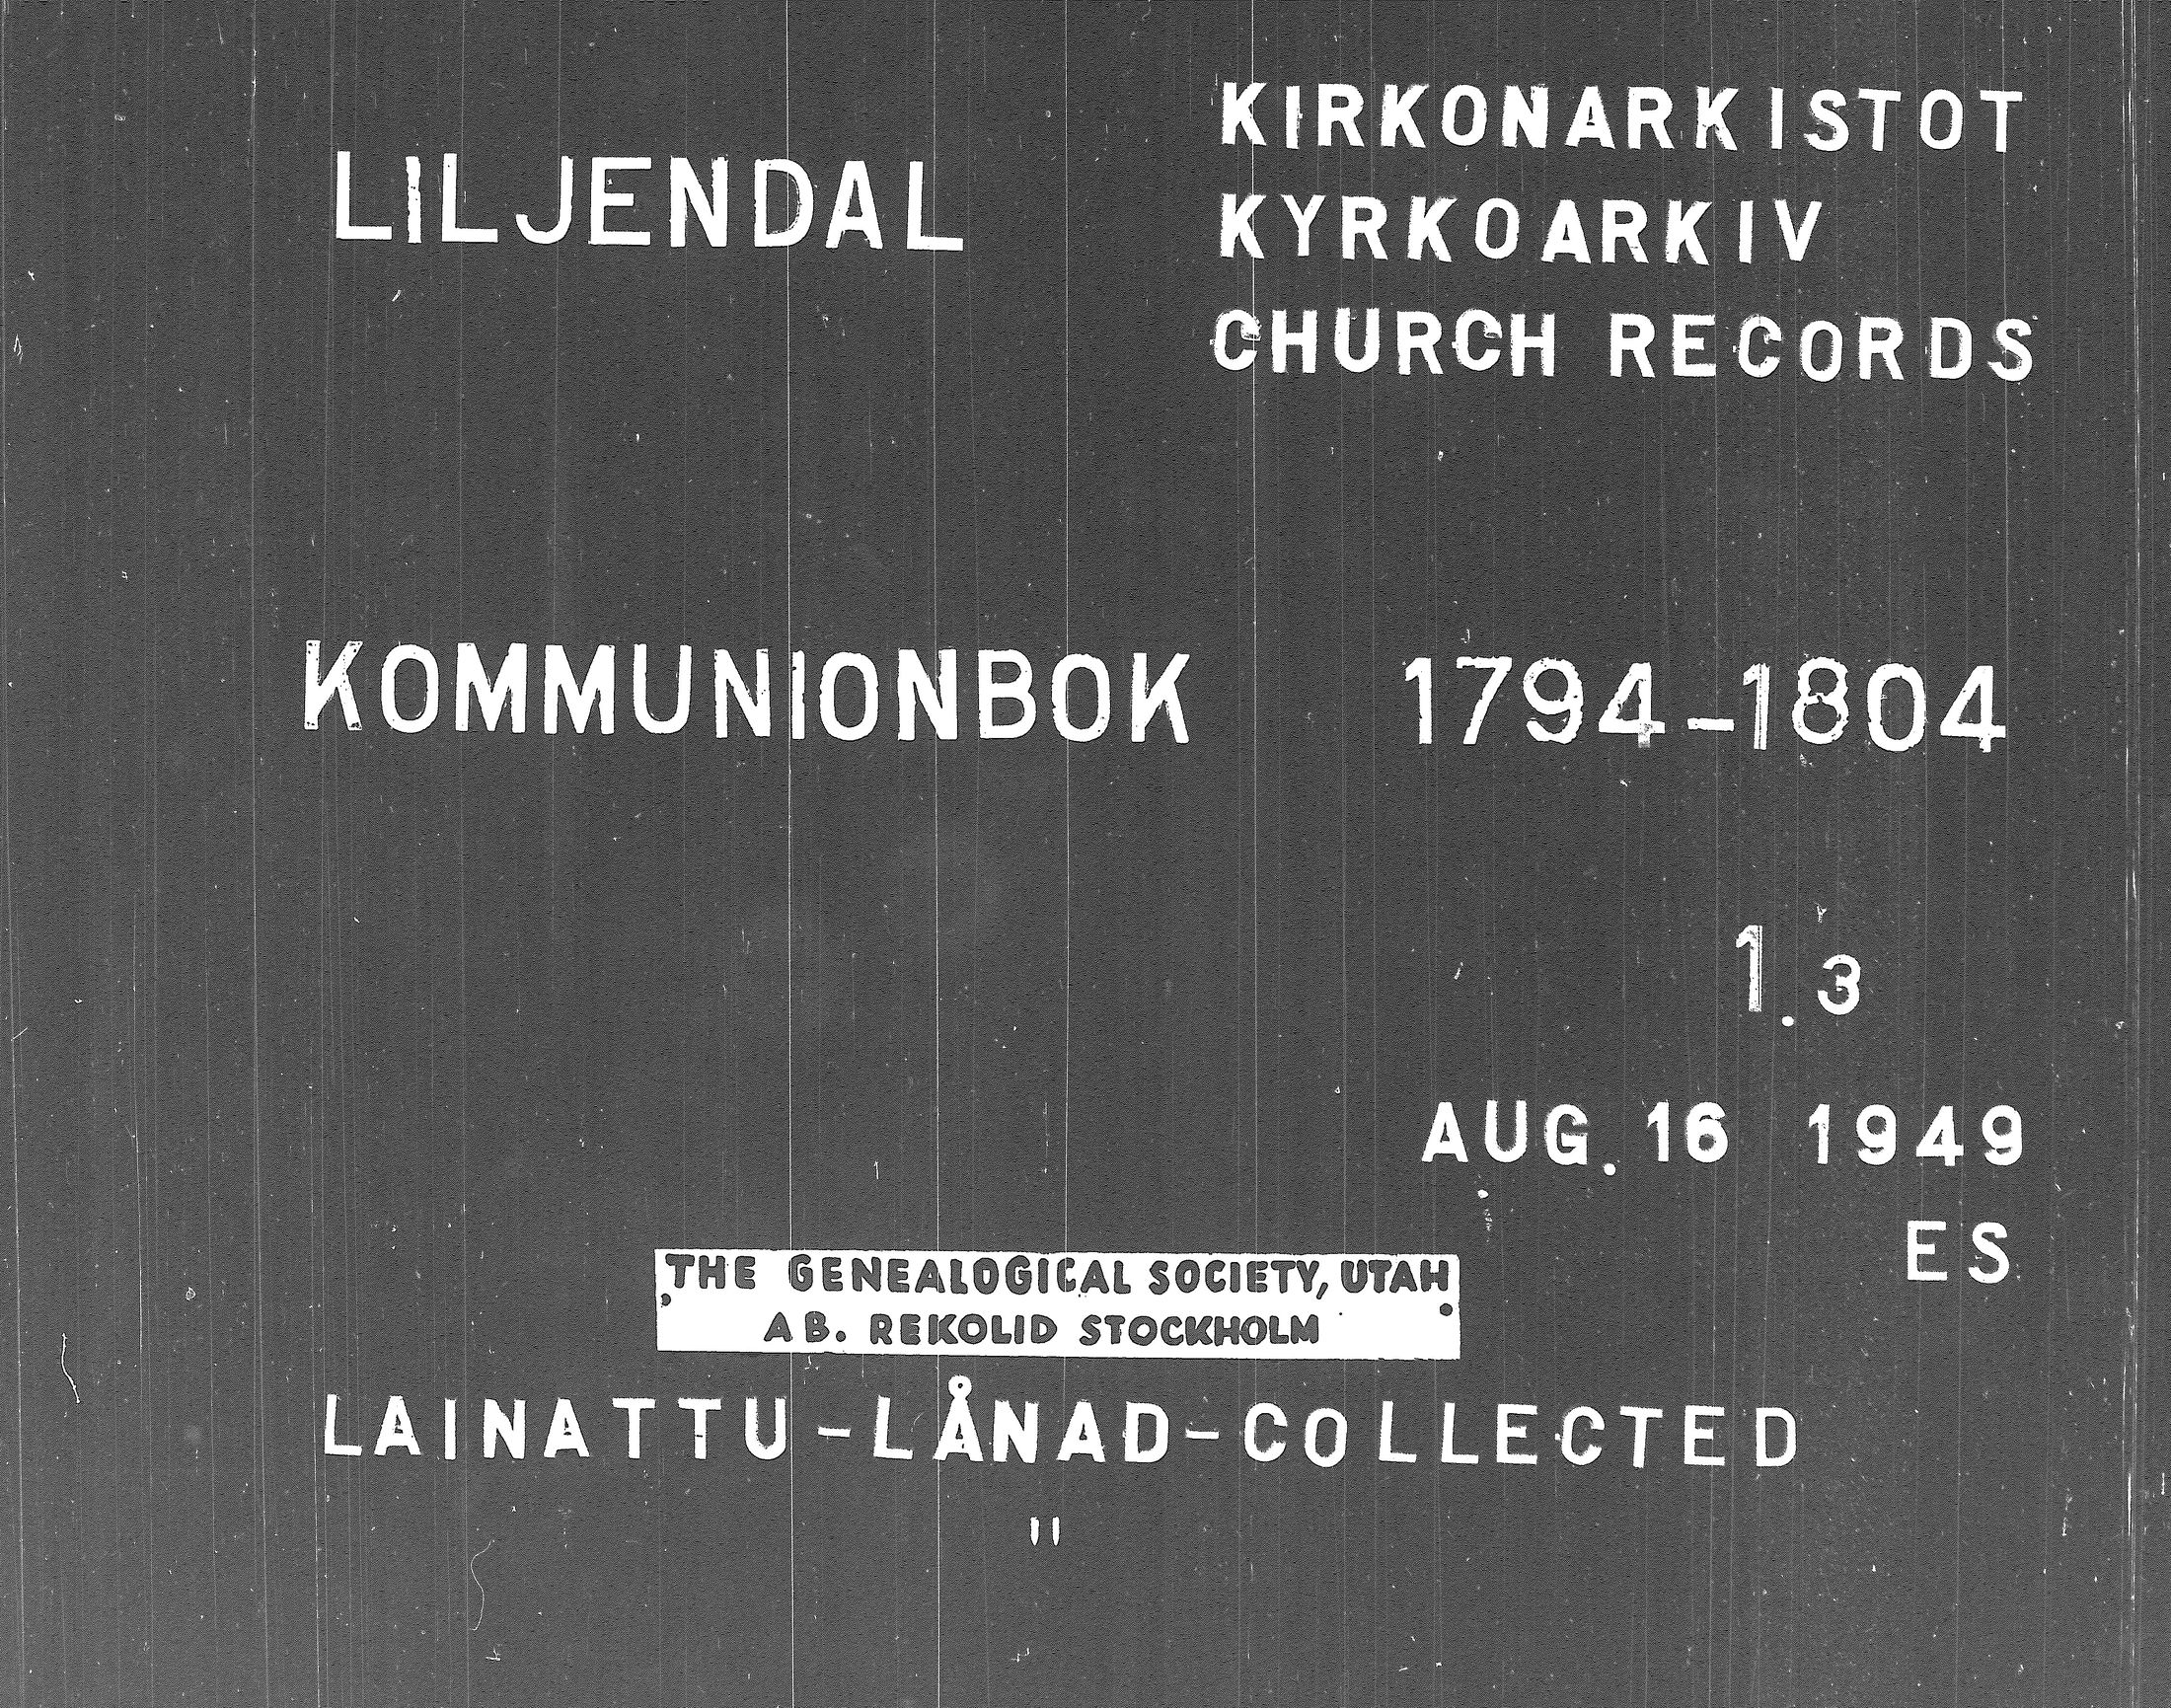 LILJENDAL
KIRKONARKISTOT
KYRKOARKIV
CHURCH RECORDS
KOMMUNIONBOK 1794-1804
1.3
AUG. 16 1949
ES
THE GENEALOGICAL SOCIETY, UTAH
AB. REKOLID STOCKHOLM
LAINATTU-LÅNAD-COLLECTED
"